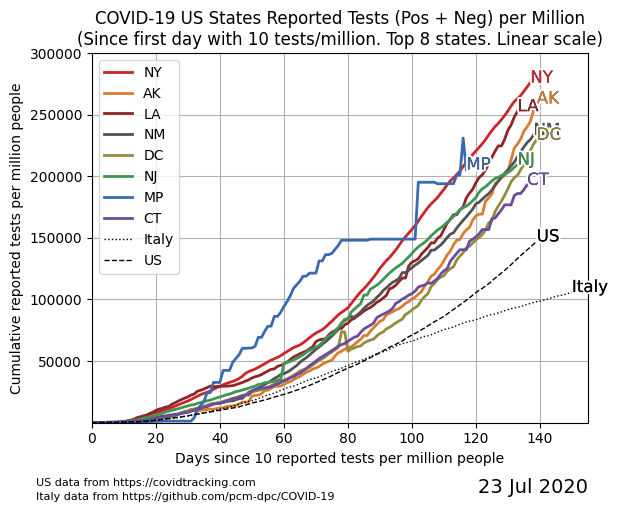 COVID-19 US States Reported Tests (Pos + Neg) per Million
(Since first day with 10 tests/million. Top 8 states. Linear scale)
Cumulative reported tests per million people
300000
250000
200000
150000
100000
50000
NY
AK
LA
NM
DC
NJ
MP
CT
Italy
US
NY
AK
LA
NM
DC
NJ
MP
CT
US
Italy
0
20
40
60
80
100
120
140
Days since 10 reported tests per million people
US data from https://covidtracking.com
Italy data from https://github.com/pcm-dpc/COVID-19
23 Jul 2020